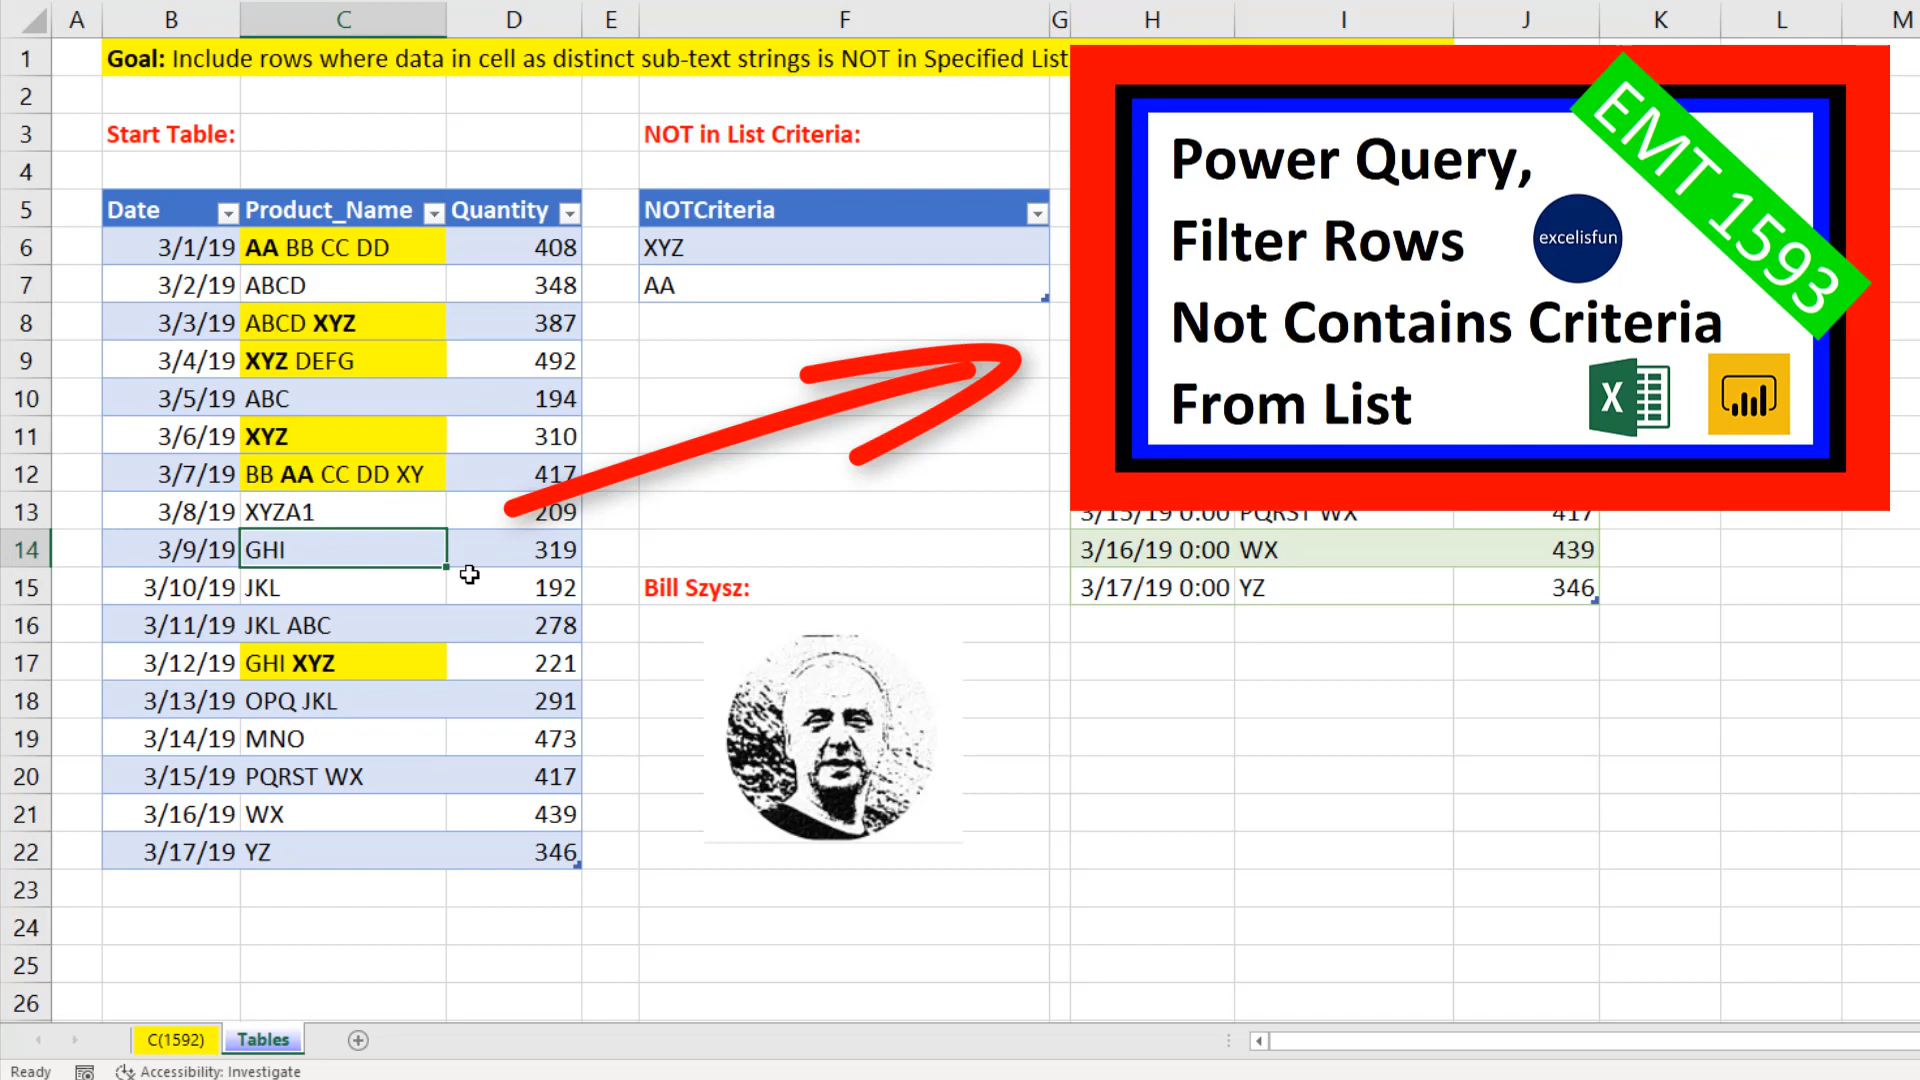 A B C D E F G H I J K L M
1 Goal: Include rows where data in cell as distinct sub-text strings is NOT in Specified List
2
3 Start Table: NOT in List Criteria:
4
5 Date Product_Name Quantity NOTCriteria
6 3/1/19 AA BB CC DD 408 XYZ
7 3/2/19 ABCD 348 AA
8 3/3/19 ABCD XYZ 387
9 3/4/19 XYZ DEFG 492
10 3/5/19 ABC 194
11 3/6/19 XYZ 310
12 3/7/19 BB AA CC DD XY 417
13 3/8/19 XYZA1 209 3/15/19 0:00 PQRST WX 417
14 3/9/19 GHI 319 3/16/19 0:00 WX 439
15 3/10/19 JKL 192 Bill Szysz: 3/17/19 0:00 YZ 346
16 3/11/19 JKL ABC 278
17 3/12/19 GHI XYZ 221
18 3/13/19 OPQ JKL 291
19 3/14/19 MNO 473
20 3/15/19 PQRST WX 417
21 3/16/19 WX 439
22 3/17/19 YZ 346
23
24
25
26
Power Query,
Filter Rows
Not Contains Criteria
From List
excelisfun
EMT 1593
X
C(1592) Tables
Ready Accessibility: Investigate